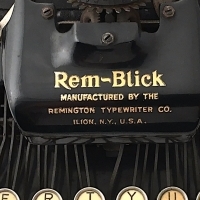 Rem-Blick
MANUFACTURED BY THE
REMINGTON TYPEWRITER CO.
ILION, N.Y., U.S.A.
E R T Y U